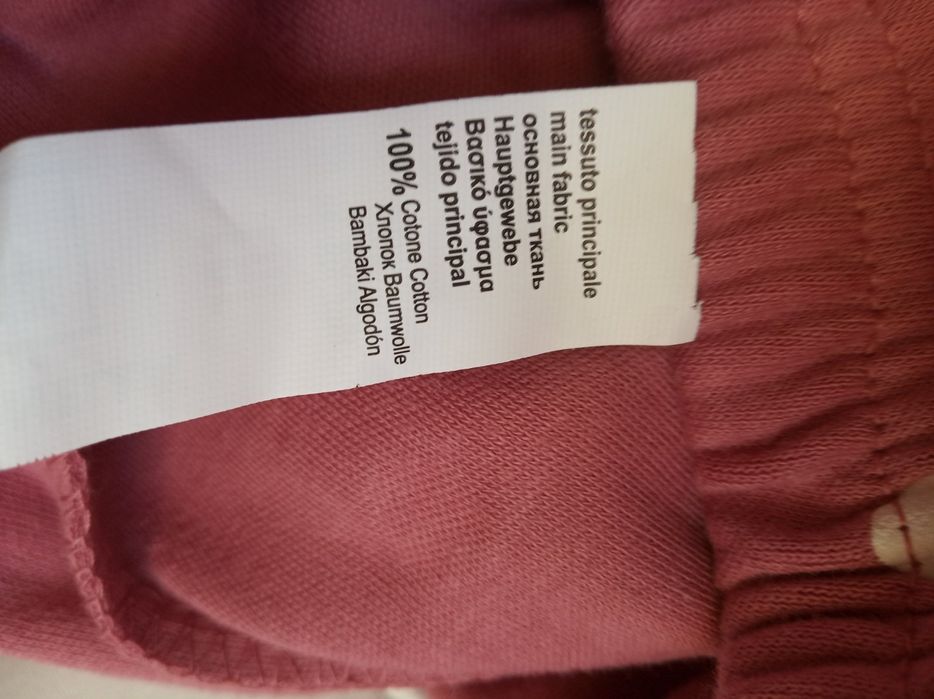 tessuto principale
main fabric
основная ткань
Hauptgewebe
Βασικό ύφασμα
tejido principal
100% Cotone Cotton
Хлопок Baumwolle
Bambaki Algodón